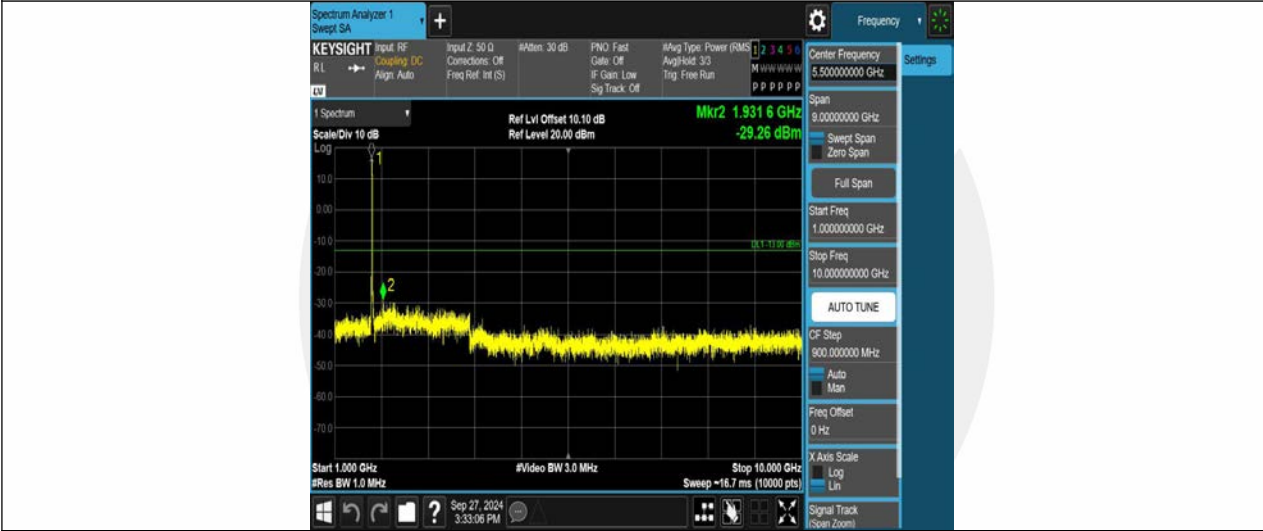 Spectrum Analyzer 1
Swept SA
+
Frequency
KEYSIGHT
RL
LV
Input: RF
Coupling: DC
Align: Auto
Input Z: 50 Ω
Corrections: Off
Freq Ref: Int (S)
#Atten: 30 dB
PNO: Fast
Gate: Off
IF Gain: Low
Sig Track: Off
#Avg Type: Power (RMS
Avg|Hold: 3/3
Trig: Free Run
1 2 3 4 5 6
M W W W W W
P P P P P P
1 Spectrum
Scale/Div 10 dB
Log
Ref Lvl Offset 10.10 dB
Ref Level 20.00 dBm
Mkr2 1.931 6 GHz
-29.26 dBm
1
10.0
0.00
-10.0
DL1 -13.00 dBm
-20.0
2
-30.0
-40.0
-50.0
-60.0
-70.0
Start 1.000 GHz
#Res BW 1.0 MHz
#Video BW 3.0 MHz
Stop 10.000 GHz
Sweep ~16.7 ms (10000 pts)
?
Sep 27, 2024
3:33:06 PM
Center Frequency
5.500000000 GHz
Settings
Span
9.00000000 GHz
Swept Span
Zero Span
Full Span
Start Freq
1.000000000 GHz
Stop Freq
10.000000000 GHz
AUTO TUNE
CF Step
900.000000 MHz
Auto
Man
Freq Offset
0 Hz
X Axis Scale
Log
Lin
Signal Track
(Span Zoom)